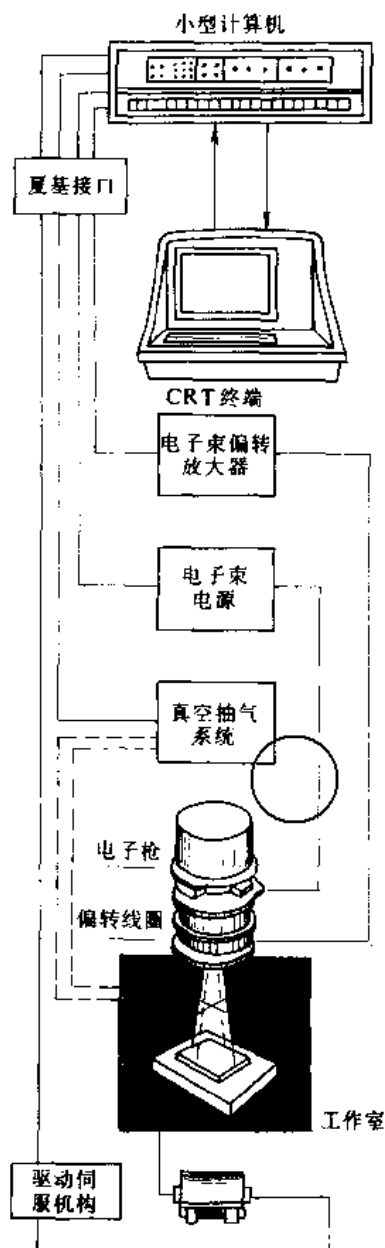 小型计算机
夏基接口
CRT终端
电子束偏转
放大器
电子束
电源
真空抽气
系统
电子枪
偏转线圈
工作室
驱动伺
服机构